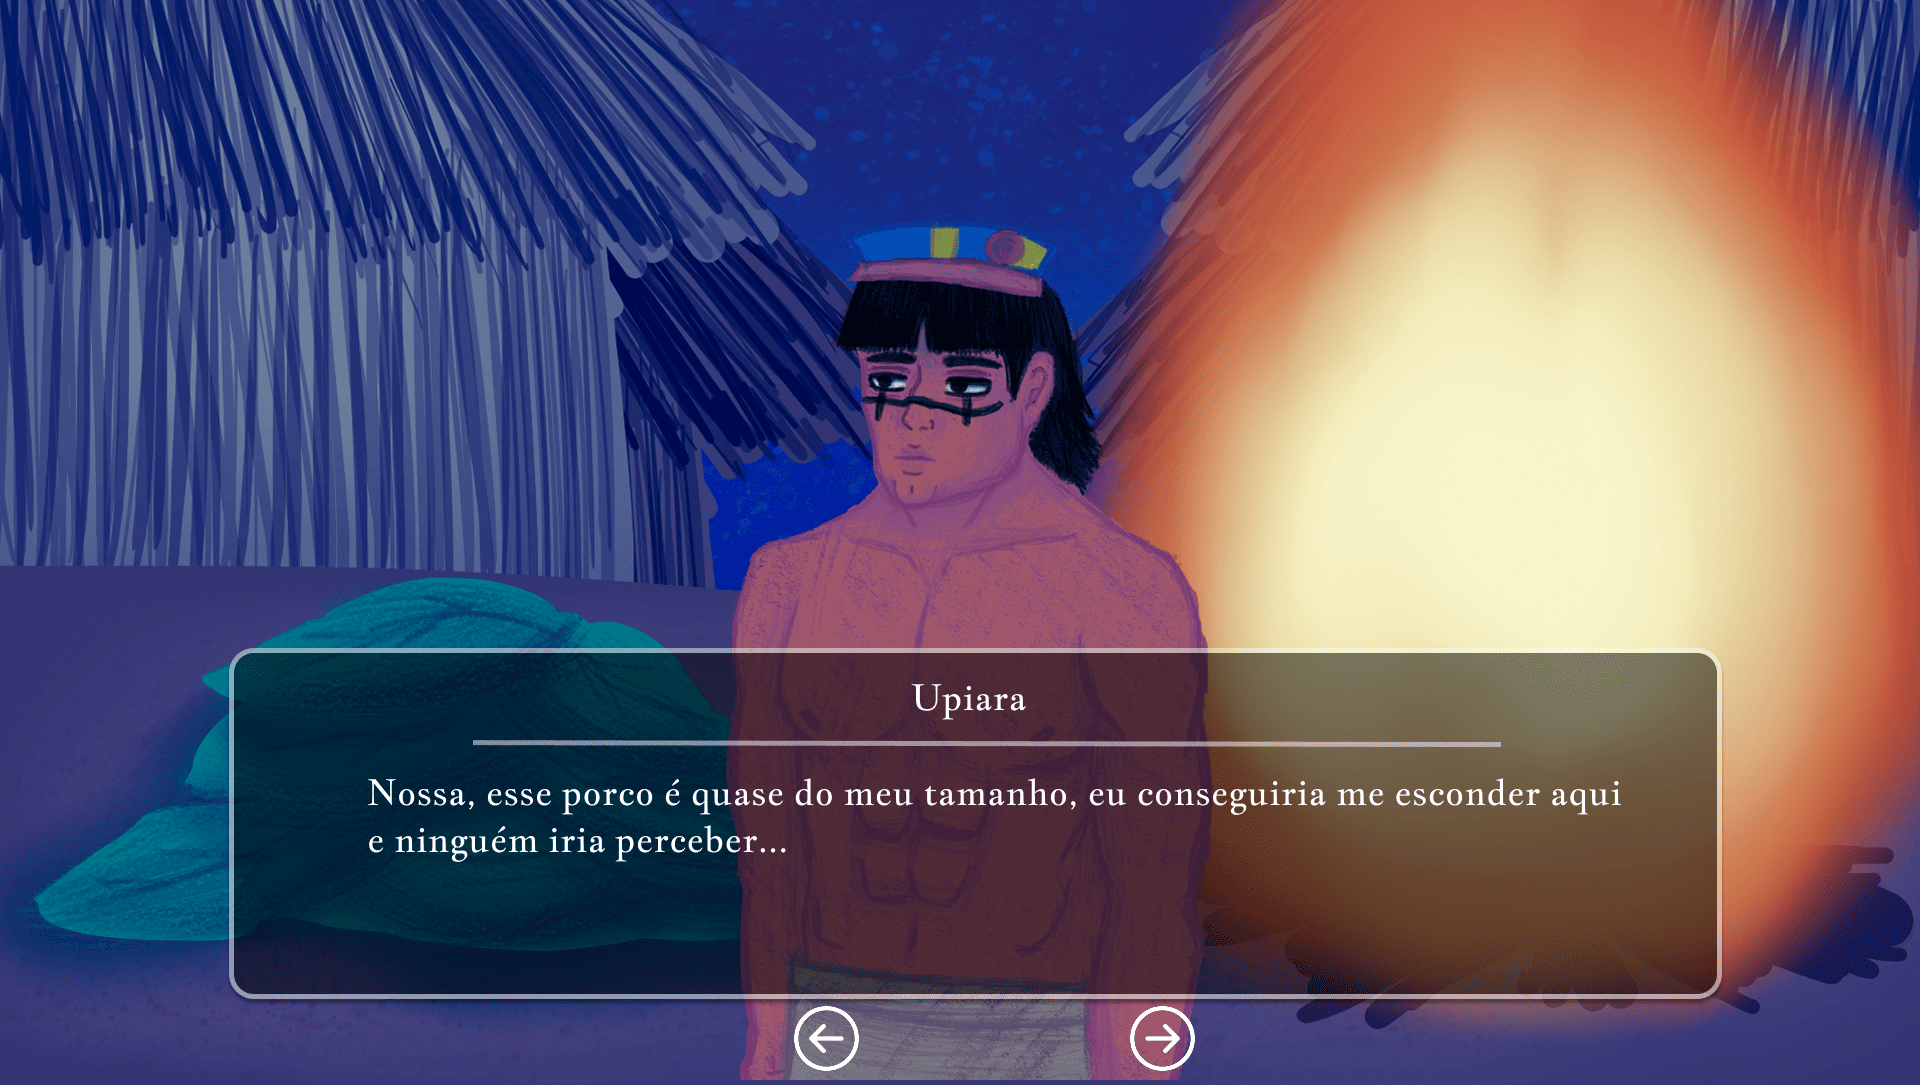 Upiara
Nossa, esse porco é quase do meu tamanho, eu conseguiria me esconder aqui
e ninguém iria perceber...